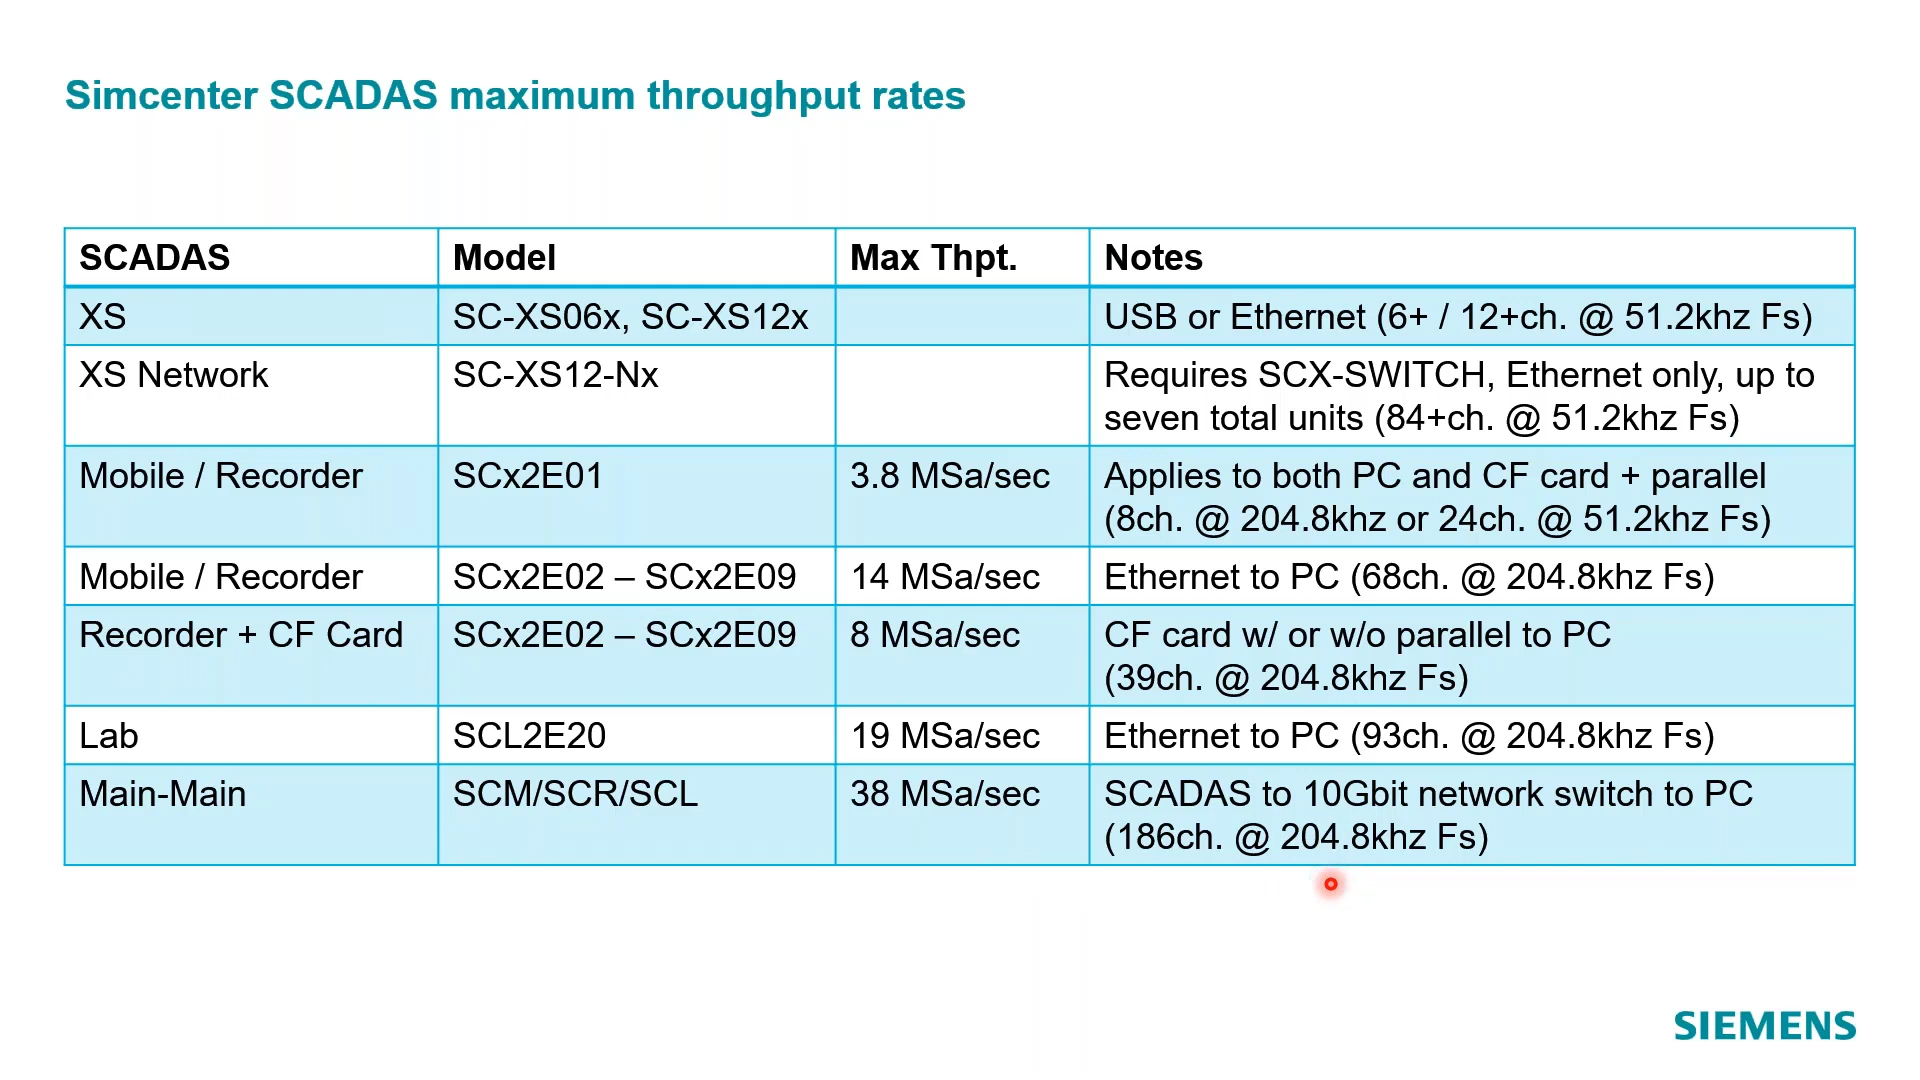 Simcenter SCADAS maximum throughput rates
SCADAS Model Max Thpt. Notes
XS SC-XS06x, SC-XS12x USB or Ethernet (6+ / 12+ch. @ 51.2khz Fs)
XS Network SC-XS12-Nx Requires SCX-SWITCH, Ethernet only, up to
seven total units (84+ch. @ 51.2khz Fs)
Mobile / Recorder SCx2E01 3.8 MSa/sec Applies to both PC and CF card + parallel
(8ch. @ 204.8khz or 24ch. @ 51.2khz Fs)
Mobile / Recorder SCx2E02 – SCx2E09 14 MSa/sec Ethernet to PC (68ch. @ 204.8khz Fs)
Recorder + CF Card SCx2E02 – SCx2E09 8 MSa/sec CF card w/ or w/o parallel to PC
(39ch. @ 204.8khz Fs)
Lab SCL2E20 19 MSa/sec Ethernet to PC (93ch. @ 204.8khz Fs)
Main-Main SCM/SCR/SCL 38 MSa/sec SCADAS to 10Gbit network switch to PC
(186ch. @ 204.8khz Fs)
SIEMENS